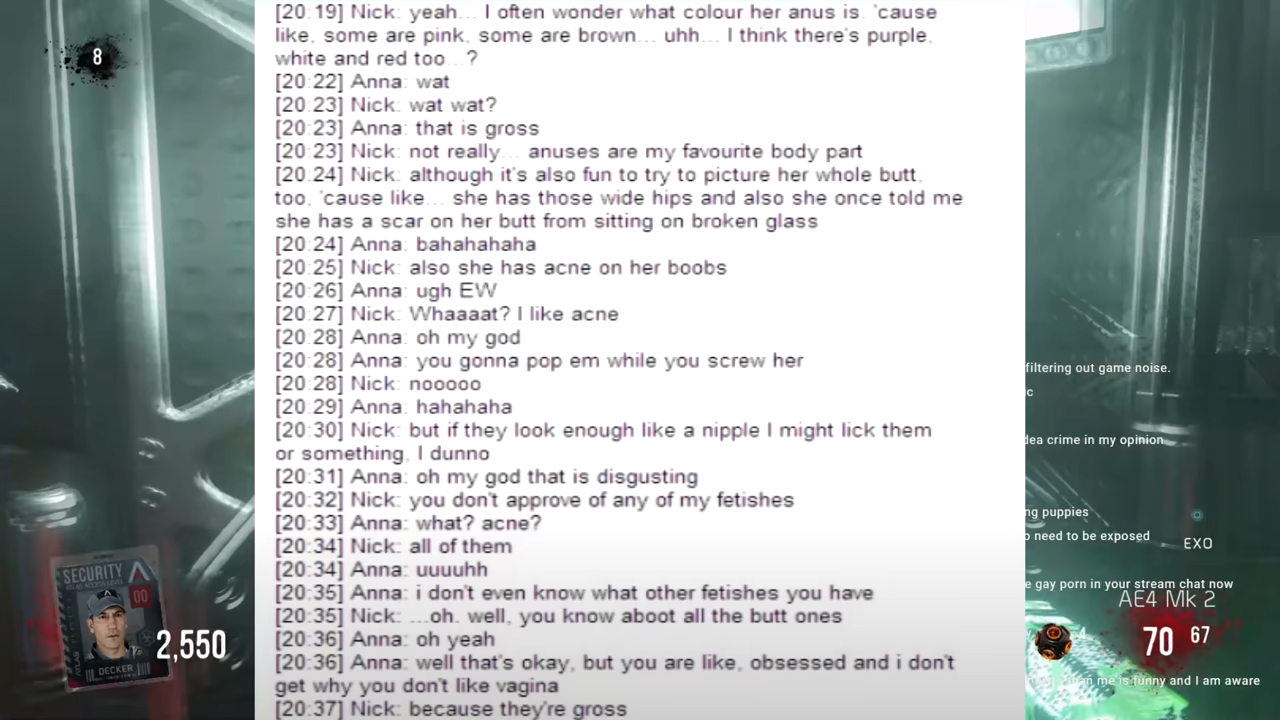 [20:19] Nick: yeah... I often wonder what colour her anus is. 'cause
like, some are pink, some are brown... uhh... I think there's purple,
white and red too...?
[20:22] Anna: wat
[20:23] Nick: wat wat?
[20:23] Anna: that is gross
[20:23] Nick: not really... anuses are my favourite body part
[20:24] Nick: although it's also fun to try to picture her whole butt,
too, 'cause like... she has those wide hips and also she once told me
she has a scar on her butt from sitting on broken glass
[20:24] Anna: bahahahaha
[20:25] Nick: also she has acne on her boobs
[20:26] Anna: ugh EW
[20:27] Nick: Whaaaat? I like acne
[20:28] Anna: oh my god
[20:28] Anna: you gonna pop em while you screw her
[20:28] Nick: nooooo
[20:29] Anna: hahahaha
[20:30] Nick: but if they look enough like a nipple I might lick them
or something, I dunno
[20:31] Anna: oh my god that is disgusting
[20:32] Nick: you don't approve of any of my fetishes
[20:33] Anna: what? acne?
[20:34] Nick: all of them
[20:34] Anna: uuuuhh
[20:35] Anna: i don't even know what other fetishes you have
[20:35] Nick: ...oh. well, you know aboot all the butt ones
[20:36] Anna: oh yeah
[20:36] Anna: well that's okay, but you are like, obsessed and i don't
get why you don't like vagina
[20:37] Nick: because they're gross
8
SECURITY
00
DECKER
2,550
filtering out game noise.
c
dea crime in my opinion
ng puppies
o need to be exposed
EXO
e gay porn in your stream chat now
AE4 Mk 2
4
70 67
than me is funny and I am aware